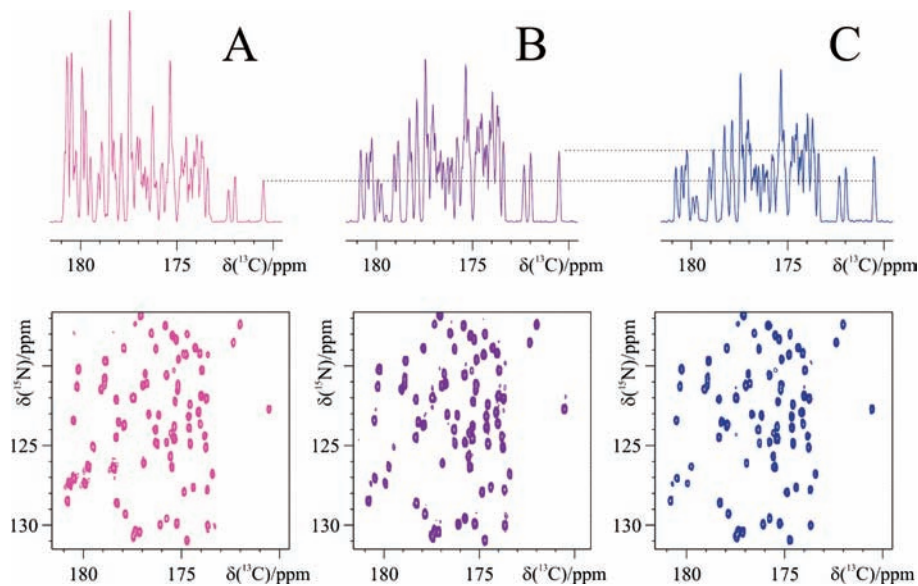 A B C
180 175 δ(¹³C)/ppm 180 175 δ(¹³C)/ppm 180 175 δ(¹³C)/ppm
δ(¹⁵N)/ppm δ(¹⁵N)/ppm δ(¹⁵N)/ppm
125 125 125
130 130 130
180 175 δ(¹³C)/ppm 180 175 δ(¹³C)/ppm 180 175 δ(¹³C)/ppm